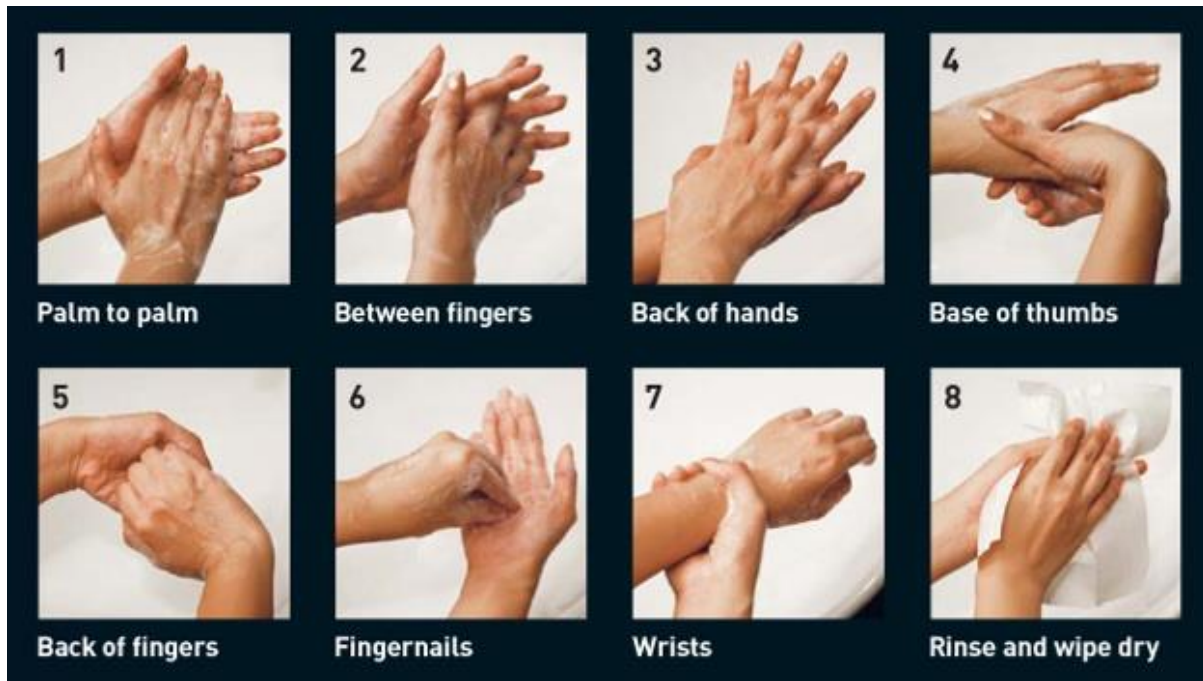 1
2
3
4
Palm to palm
Between fingers
Back of hands
Base of thumbs
5
6
7
8
Back of fingers
Fingernails
Wrists
Rinse and wipe dry